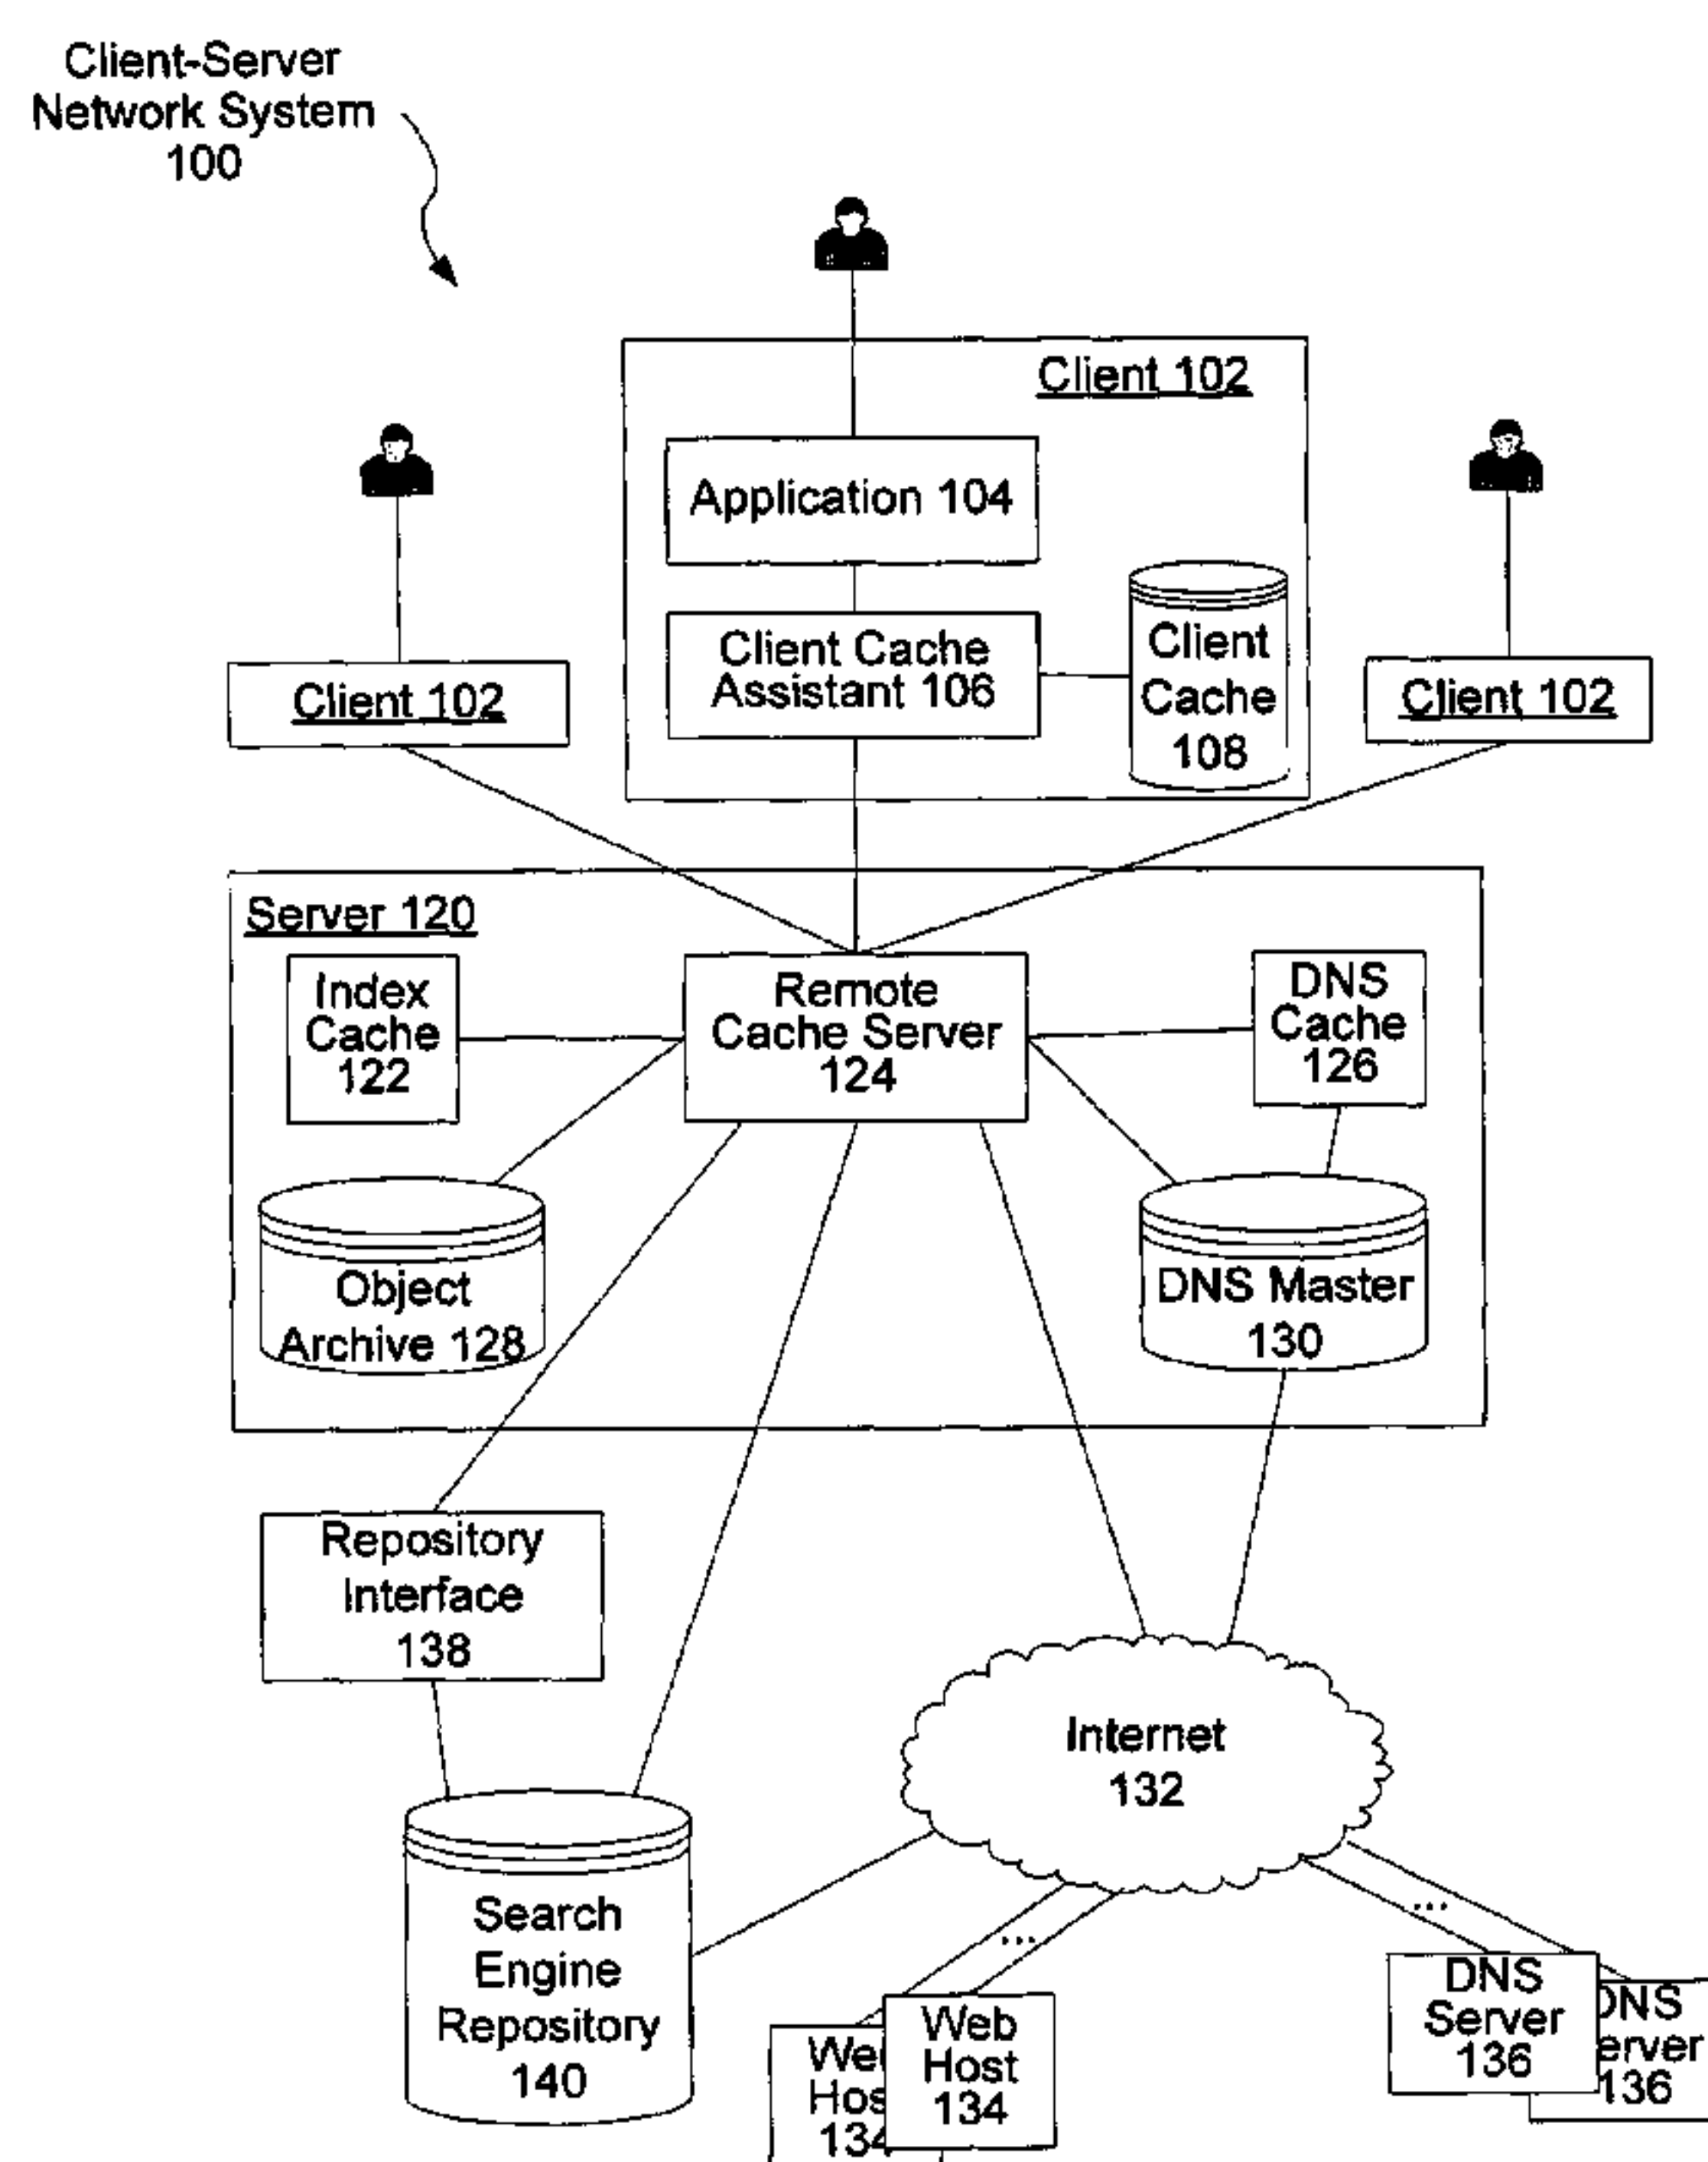 Client-Server
Network System
100
Client 102
Application 104
Client Cache
Assistant 106
Client
Cache
108
Client 102
Client 102
Server 120
Index
Cache
122
Remote
Cache Server
124
DNS
Cache
126
Object
Archive 128
DNS Master
130
Repository
Interface
138
Internet
132
...
...
Search
Engine
Repository
140
Web
Host
134
134
DNS
Server
136
136